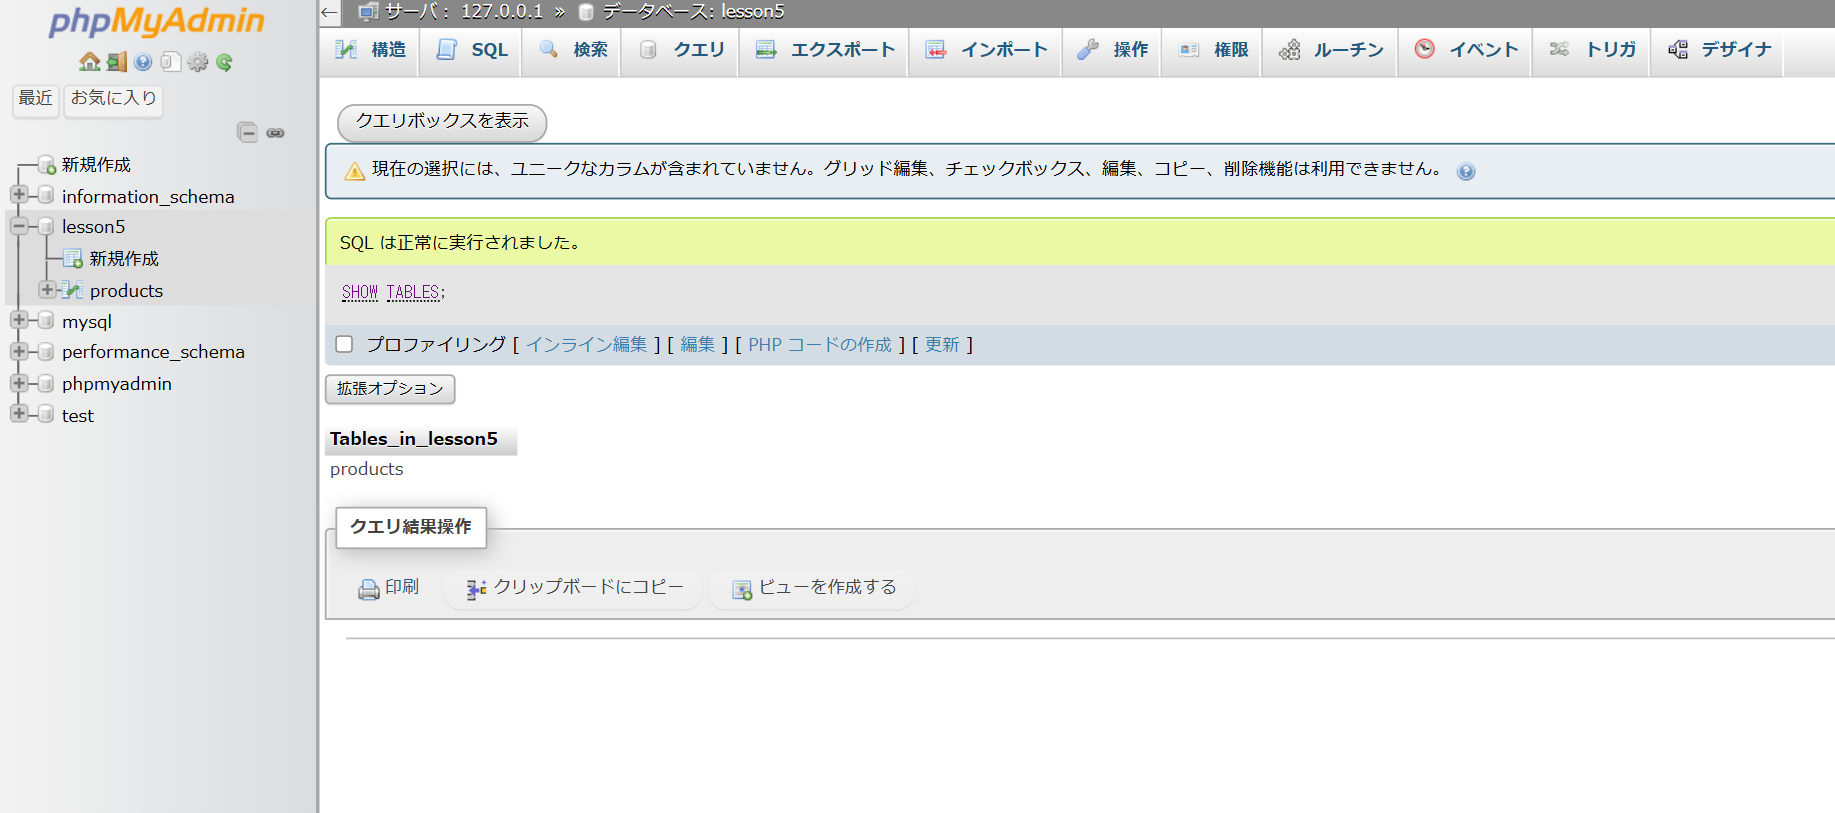 phpMyAdmin
最近 お気に入り
新規作成
information_schema
lesson5
新規作成
products
mysql
performance_schema
phpmyadmin
test
← サーバ： 127.0.0.1 » データベース: lesson5
構造 SQL 検索 クエリ エクスポート インポート 操作 権限 ルーチン イベント トリガ デザイナ
クエリボックスを表示
現在の選択には、ユニークなカラムが含まれていません。グリッド編集、チェックボックス、編集、コピー、削除機能は利用できません。
SQL は正常に実行されました。
SHOW TABLES;
プロファイリング [ インライン編集 ] [ 編集 ] [ PHP コードの作成 ] [ 更新 ]
拡張オプション
Tables_in_lesson5
products
クエリ結果操作
印刷 クリップボードにコピー ビューを作成する